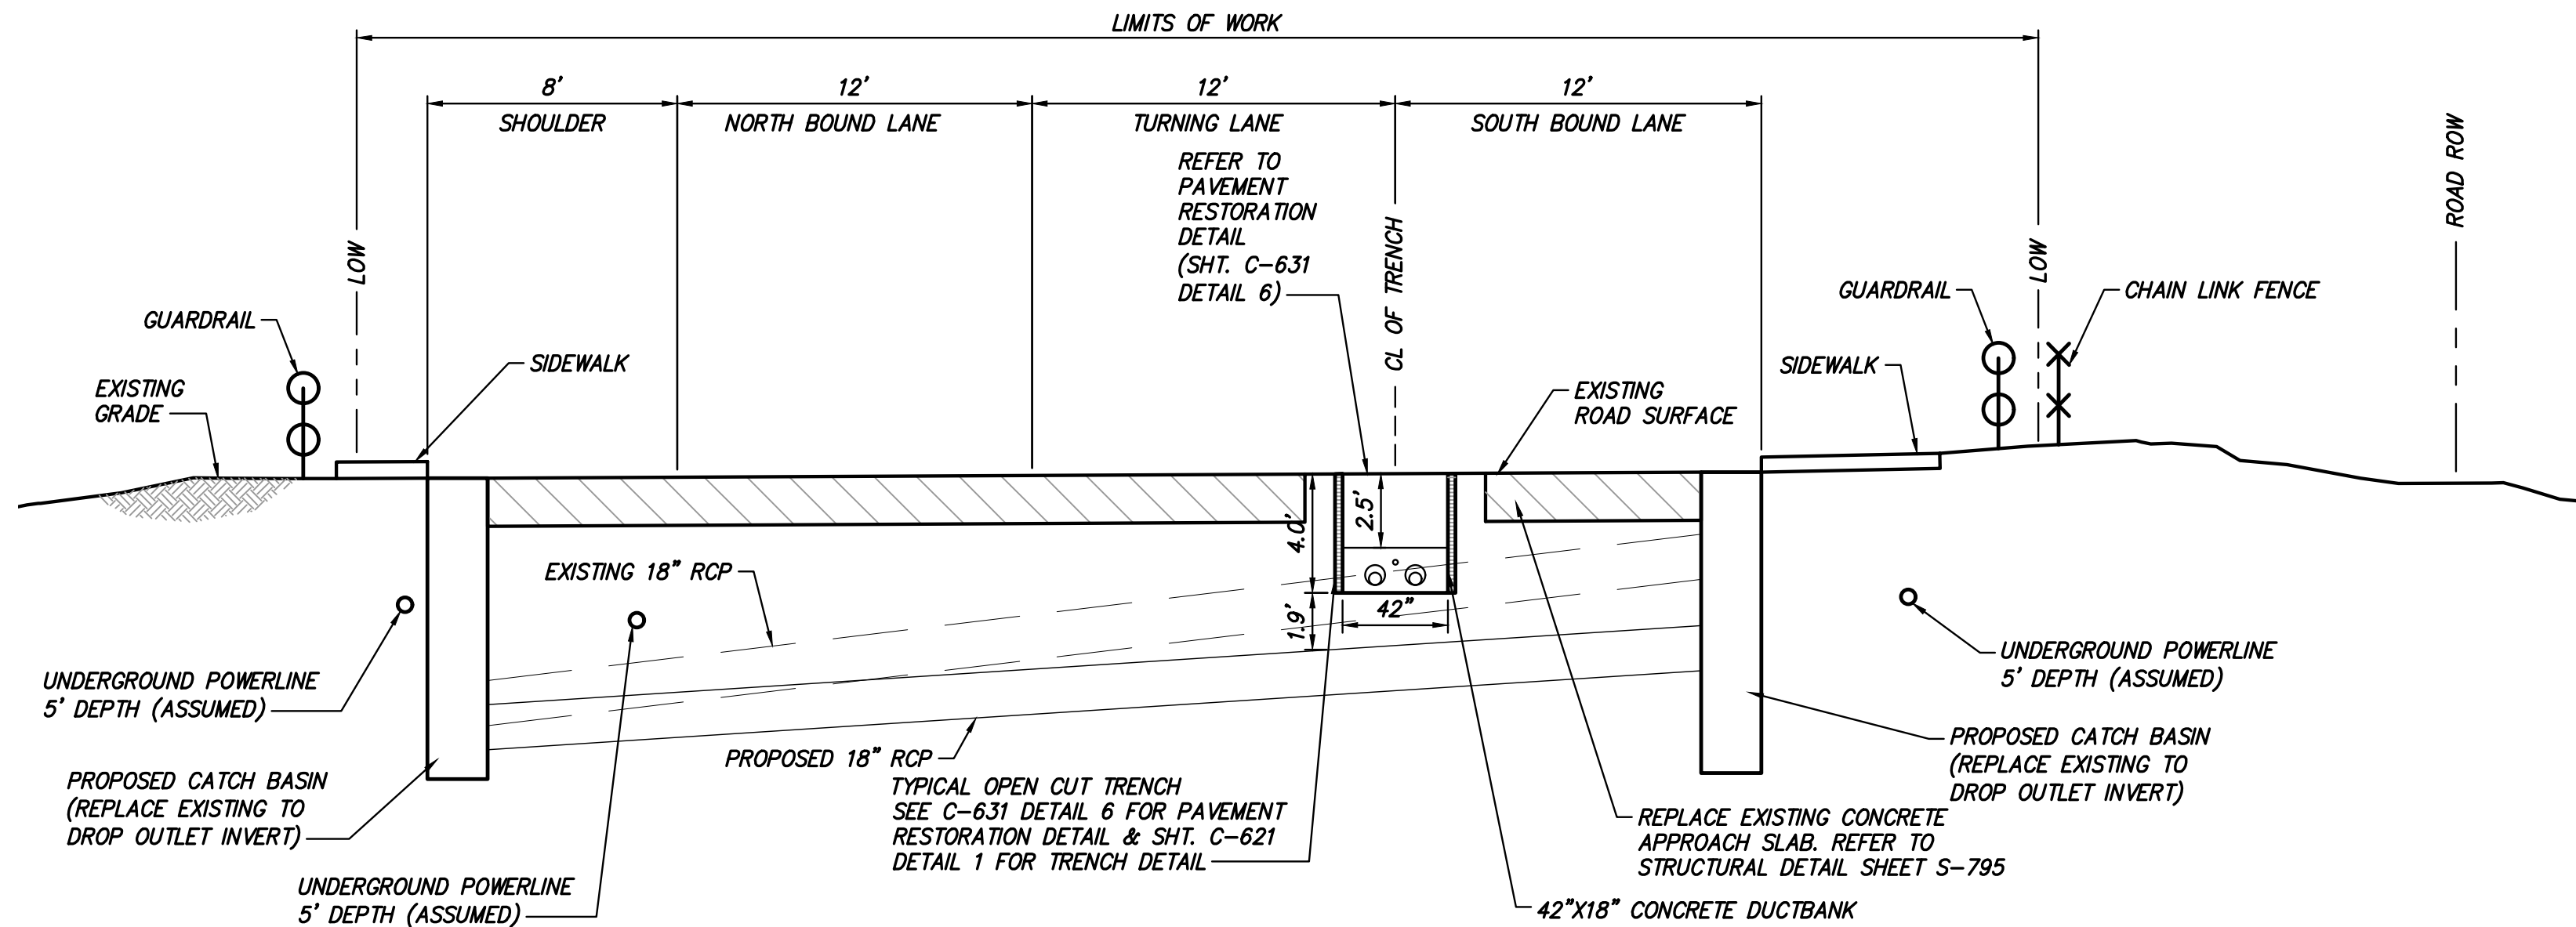 LIMITS OF WORK
8'
12'
12'
12'
SHOULDER
NORTH BOUND LANE
TURNING LANE
SOUTH BOUND LANE
REFER TO
PAVEMENT
RESTORATION
DETAIL
(SHT. C-631
DETAIL 6)
LOW
CL OF TRENCH
LOW
ROAD ROW
GUARDRAIL
SIDEWALK
EXISTING
GRADE
GUARDRAIL
CHAIN LINK FENCE
SIDEWALK
EXISTING
ROAD SURFACE
4.0'
2.5'
EXISTING 18" RCP
42"
1.9'
UNDERGROUND POWERLINE
5' DEPTH (ASSUMED)
UNDERGROUND POWERLINE
5' DEPTH (ASSUMED)
PROPOSED 18" RCP
PROPOSED CATCH BASIN
(REPLACE EXISTING TO
DROP OUTLET INVERT)
PROPOSED CATCH BASIN
(REPLACE EXISTING TO
DROP OUTLET INVERT)
TYPICAL OPEN CUT TRENCH
SEE C-631 DETAIL 6 FOR PAVEMENT
RESTORATION DETAIL & SHT. C-621
DETAIL 1 FOR TRENCH DETAIL
REPLACE EXISTING CONCRETE
APPROACH SLAB. REFER TO
STRUCTURAL DETAIL SHEET S-795
UNDERGROUND POWERLINE
5' DEPTH (ASSUMED)
42"X18" CONCRETE DUCTBANK